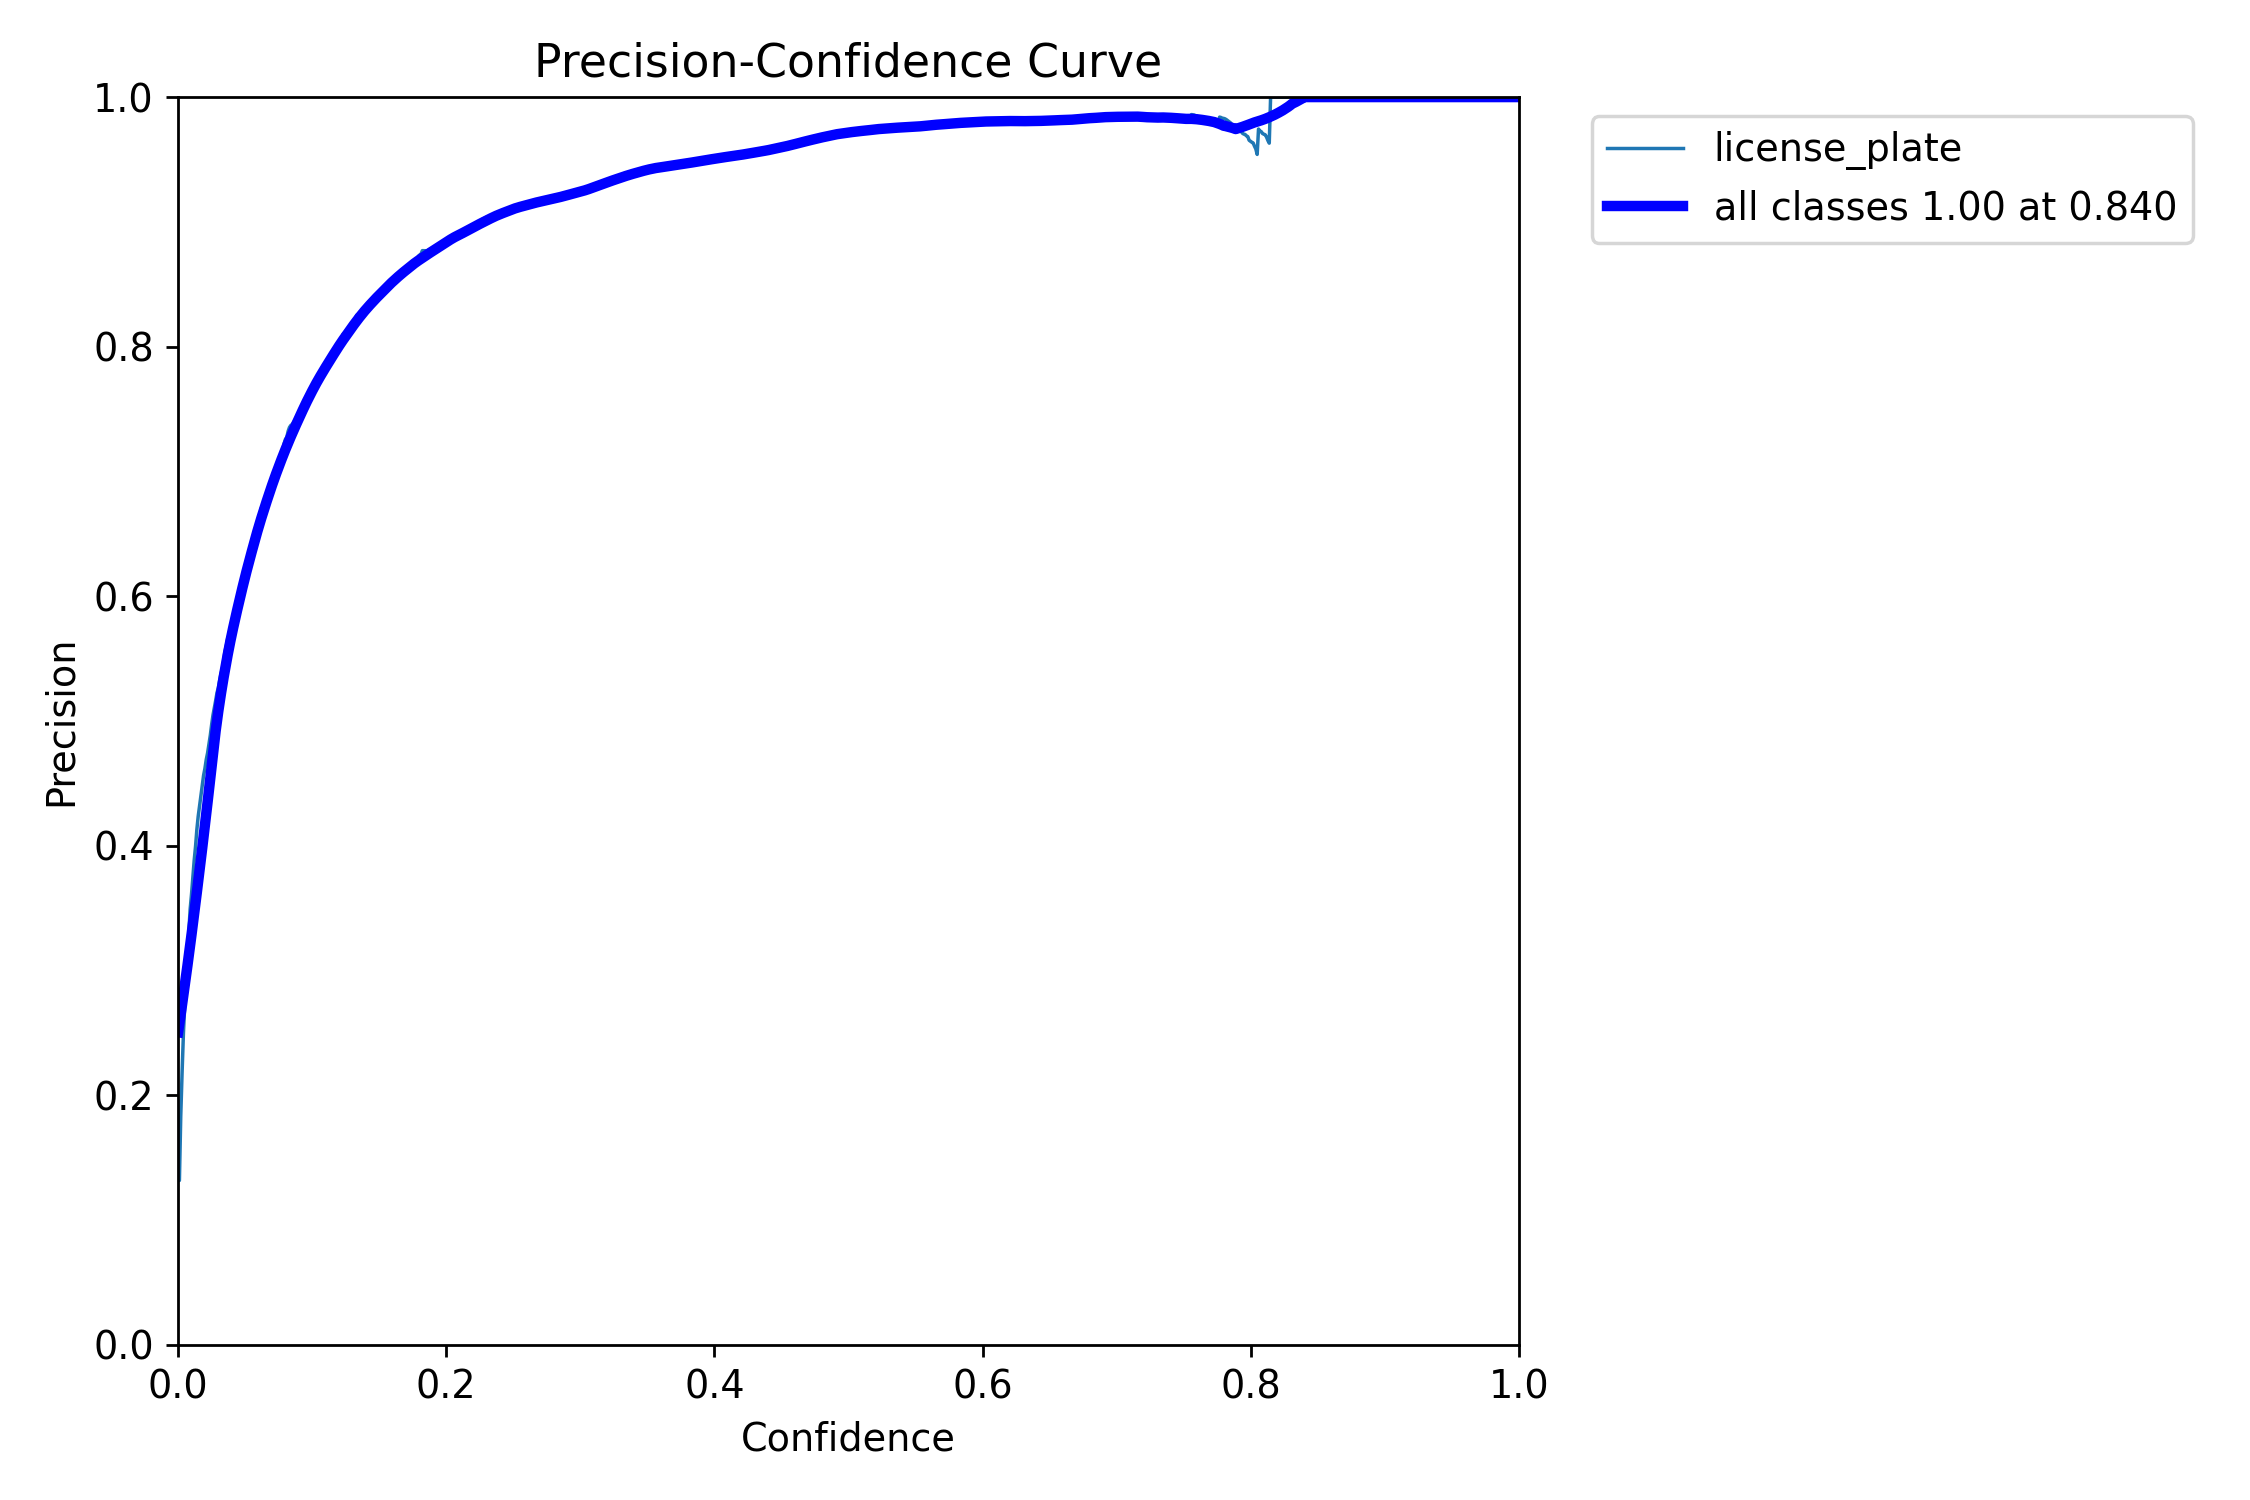 Precision-Confidence Curve
1.0
0.8
0.6
0.4
0.2
0.0
Precision
0.0 0.2 0.4 0.6 0.8 1.0
Confidence
license_plate
all classes 1.00 at 0.840